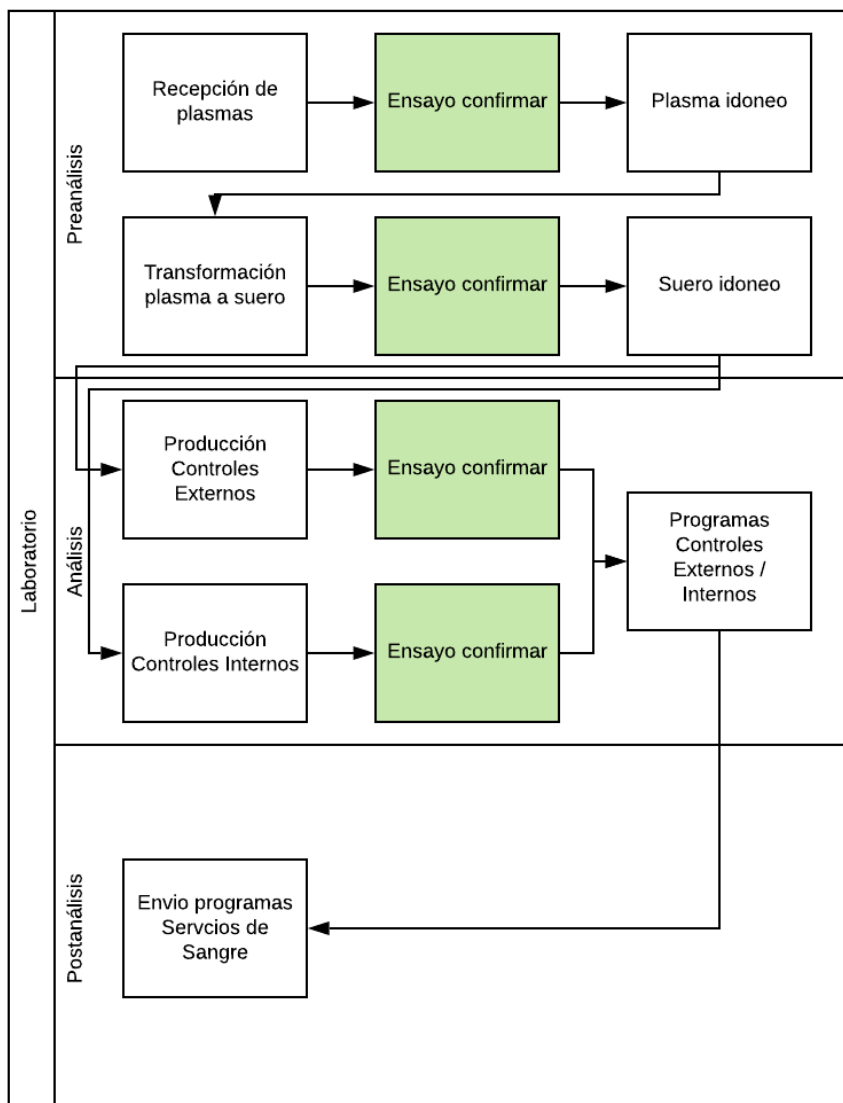 Laboratorio
Preanálisis
Recepción de
plasmas
Ensayo confirmar
Plasma idoneo
Transformación
plasma a suero
Ensayo confirmar
Suero idoneo
Análisis
Producción
Controles
Externos
Ensayo confirmar
Producción
Controles Internos
Ensayo confirmar
Programas
Controles
Externos /
Internos
Postanálisis
Envio programas
Servcios de
Sangre